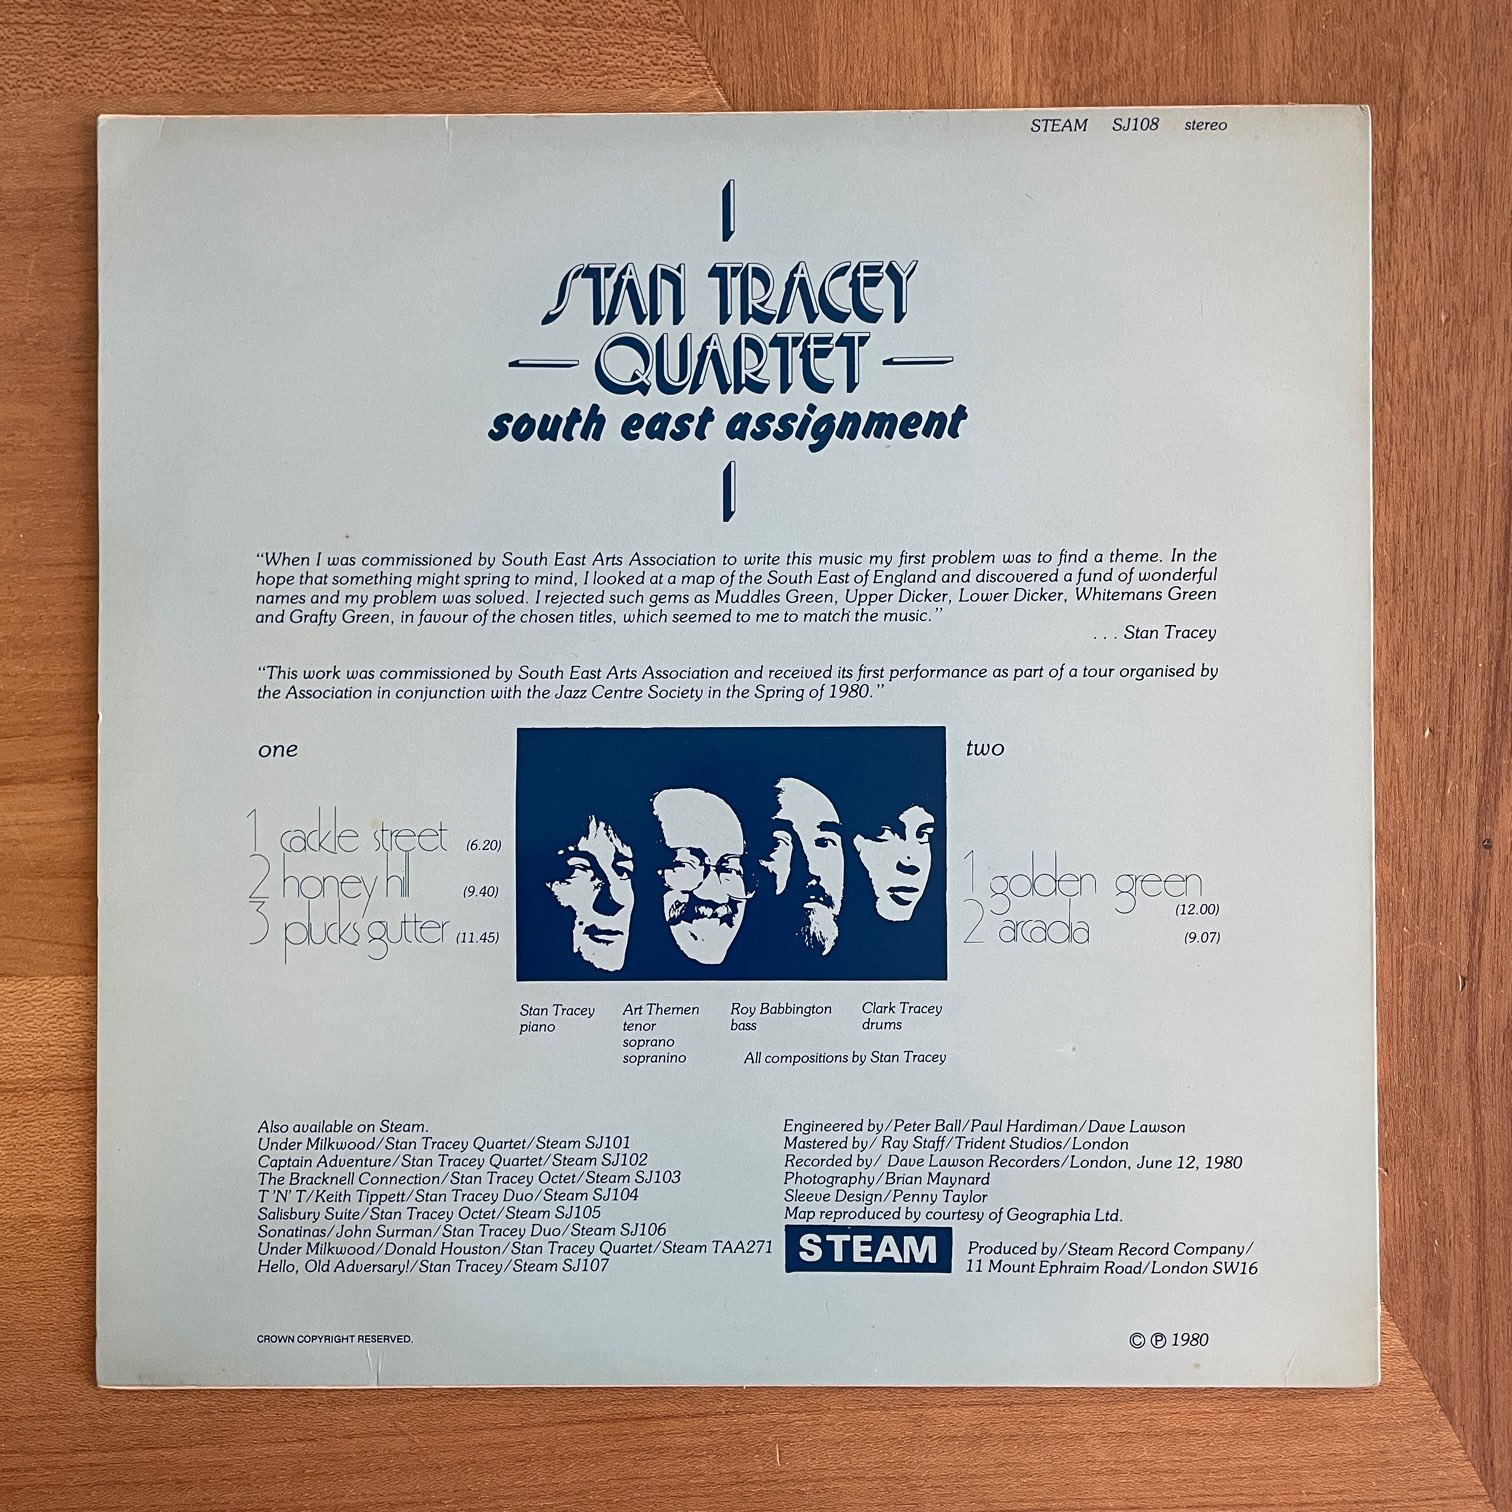 STEAM SJ108 stereo
STAN TRACEY
QUARTET
south east assignment
“When I was commissioned by South East Arts Association to write this music my first problem was to find a theme. In the
hope that something might spring to mind, I looked at a map of the South East of England and discovered a fund of wonderful
names and my problem was solved. I rejected such gems as Muddles Green, Upper Dicker, Lower Dicker, Whitemans Green
and Grafty Green, in favour of the chosen titles, which seemed to me to match the music.”
. . . Stan Tracey
“This work was commissioned by South East Arts Association and received its first performance as part of a tour organised by
the Association in conjunction with the Jazz Centre Society in the Spring of 1980.”
one
1 cackle street (6.20)
2 honey hill (9.40)
3 plucks gutter (11.45)
two
1 golden green
(12.00)
2 arcadia (9.07)
Stan Tracey
piano
Art Themen
tenor
soprano
sopranino
Roy Babbington
bass
Clark Tracey
drums
All compositions by Stan Tracey
Also available on Steam.
Under Milkwood/Stan Tracey Quartet/Steam SJ101
Captain Adventure/Stan Tracey Quartet/Steam SJ102
The Bracknell Connection/Stan Tracey Octet/Steam SJ103
T 'N' T/Keith Tippett/Stan Tracey Duo/Steam SJ104
Salisbury Suite/Stan Tracey Octet/Steam SJ105
Sonatinas/John Surman/Stan Tracey Duo/Steam SJ106
Under Milkwood/Donald Houston/Stan Tracey Quartet/Steam TAA271
Hello, Old Adversary!/Stan Tracey/Steam SJ107
Engineered by/Peter Ball/Paul Hardiman/Dave Lawson
Mastered by/ Ray Staff/Trident Studios/London
Recorded by/ Dave Lawson Recorders/London, June 12, 1980
Photography/Brian Maynard
Sleeve Design/Penny Taylor
Map reproduced by courtesy of Geographia Ltd.
STEAM
Produced by/Steam Record Company/
11 Mount Ephraim Road/London SW16
CROWN COPYRIGHT RESERVED.
© ℗ 1980